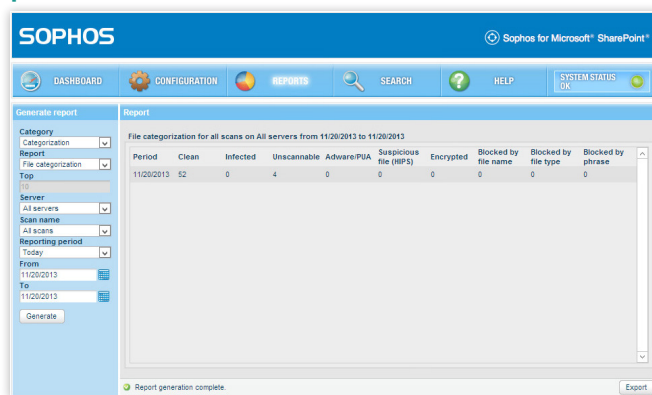 SOPHOS
Sophos for Microsoft® SharePoint®
DASHBOARD
CONFIGURATION
REPORTS
SEARCH
HELP
SYSTEM STATUS
OK
Generate report
Category
Categorization
Report
File categorization
Top
10
Server
All servers
Scan name
All scans
Reporting period
Today
From
11/20/2013
To
11/20/2013
Generate
Report
File categorization for all scans on All servers from 11/20/2013 to 11/20/2013
Period Clean Infected Unscannable Adware/PUA Suspicious file (HIPS) Encrypted Blocked by file name Blocked by file type Blocked by phrase
11/20/2013 52 0 4 0 0 0 0 0 0
Report generation complete.
Export